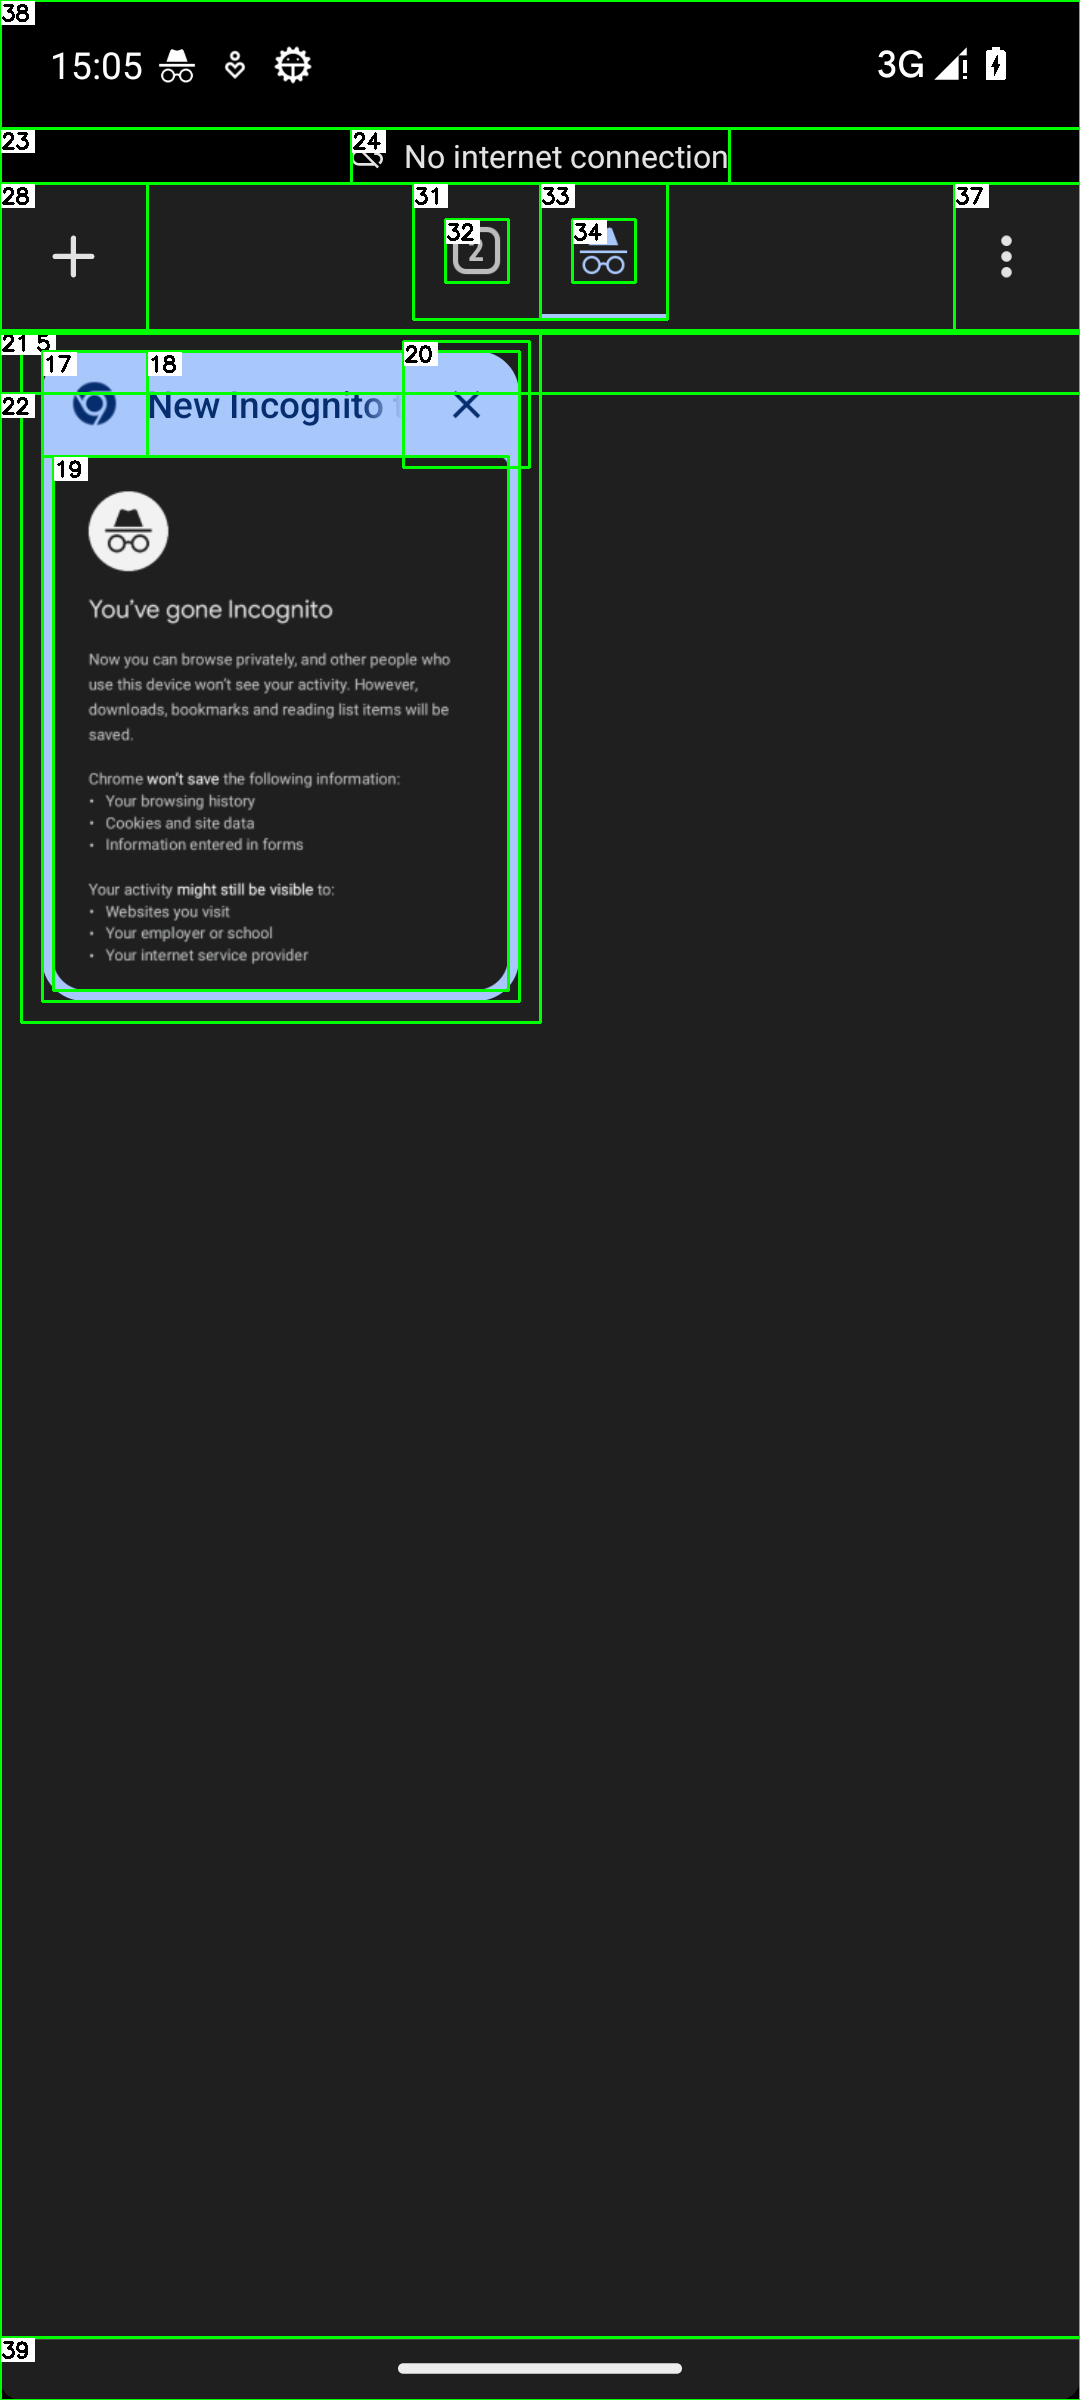 38
15:05
3G
23
24
No internet connection
28
31
33
37
32
2
34
21 5
17
18
20
22
New Incognito
19
You've gone Incognito
Now you can browse privately, and other people who
use this device won't see your activity. However,
downloads, bookmarks and reading list items will be
saved.
Chrome won't save the following information:
• Your browsing history
• Cookies and site data
• Information entered in forms
Your activity might still be visible to:
• Websites you visit
• Your employer or school
• Your internet service provider
39